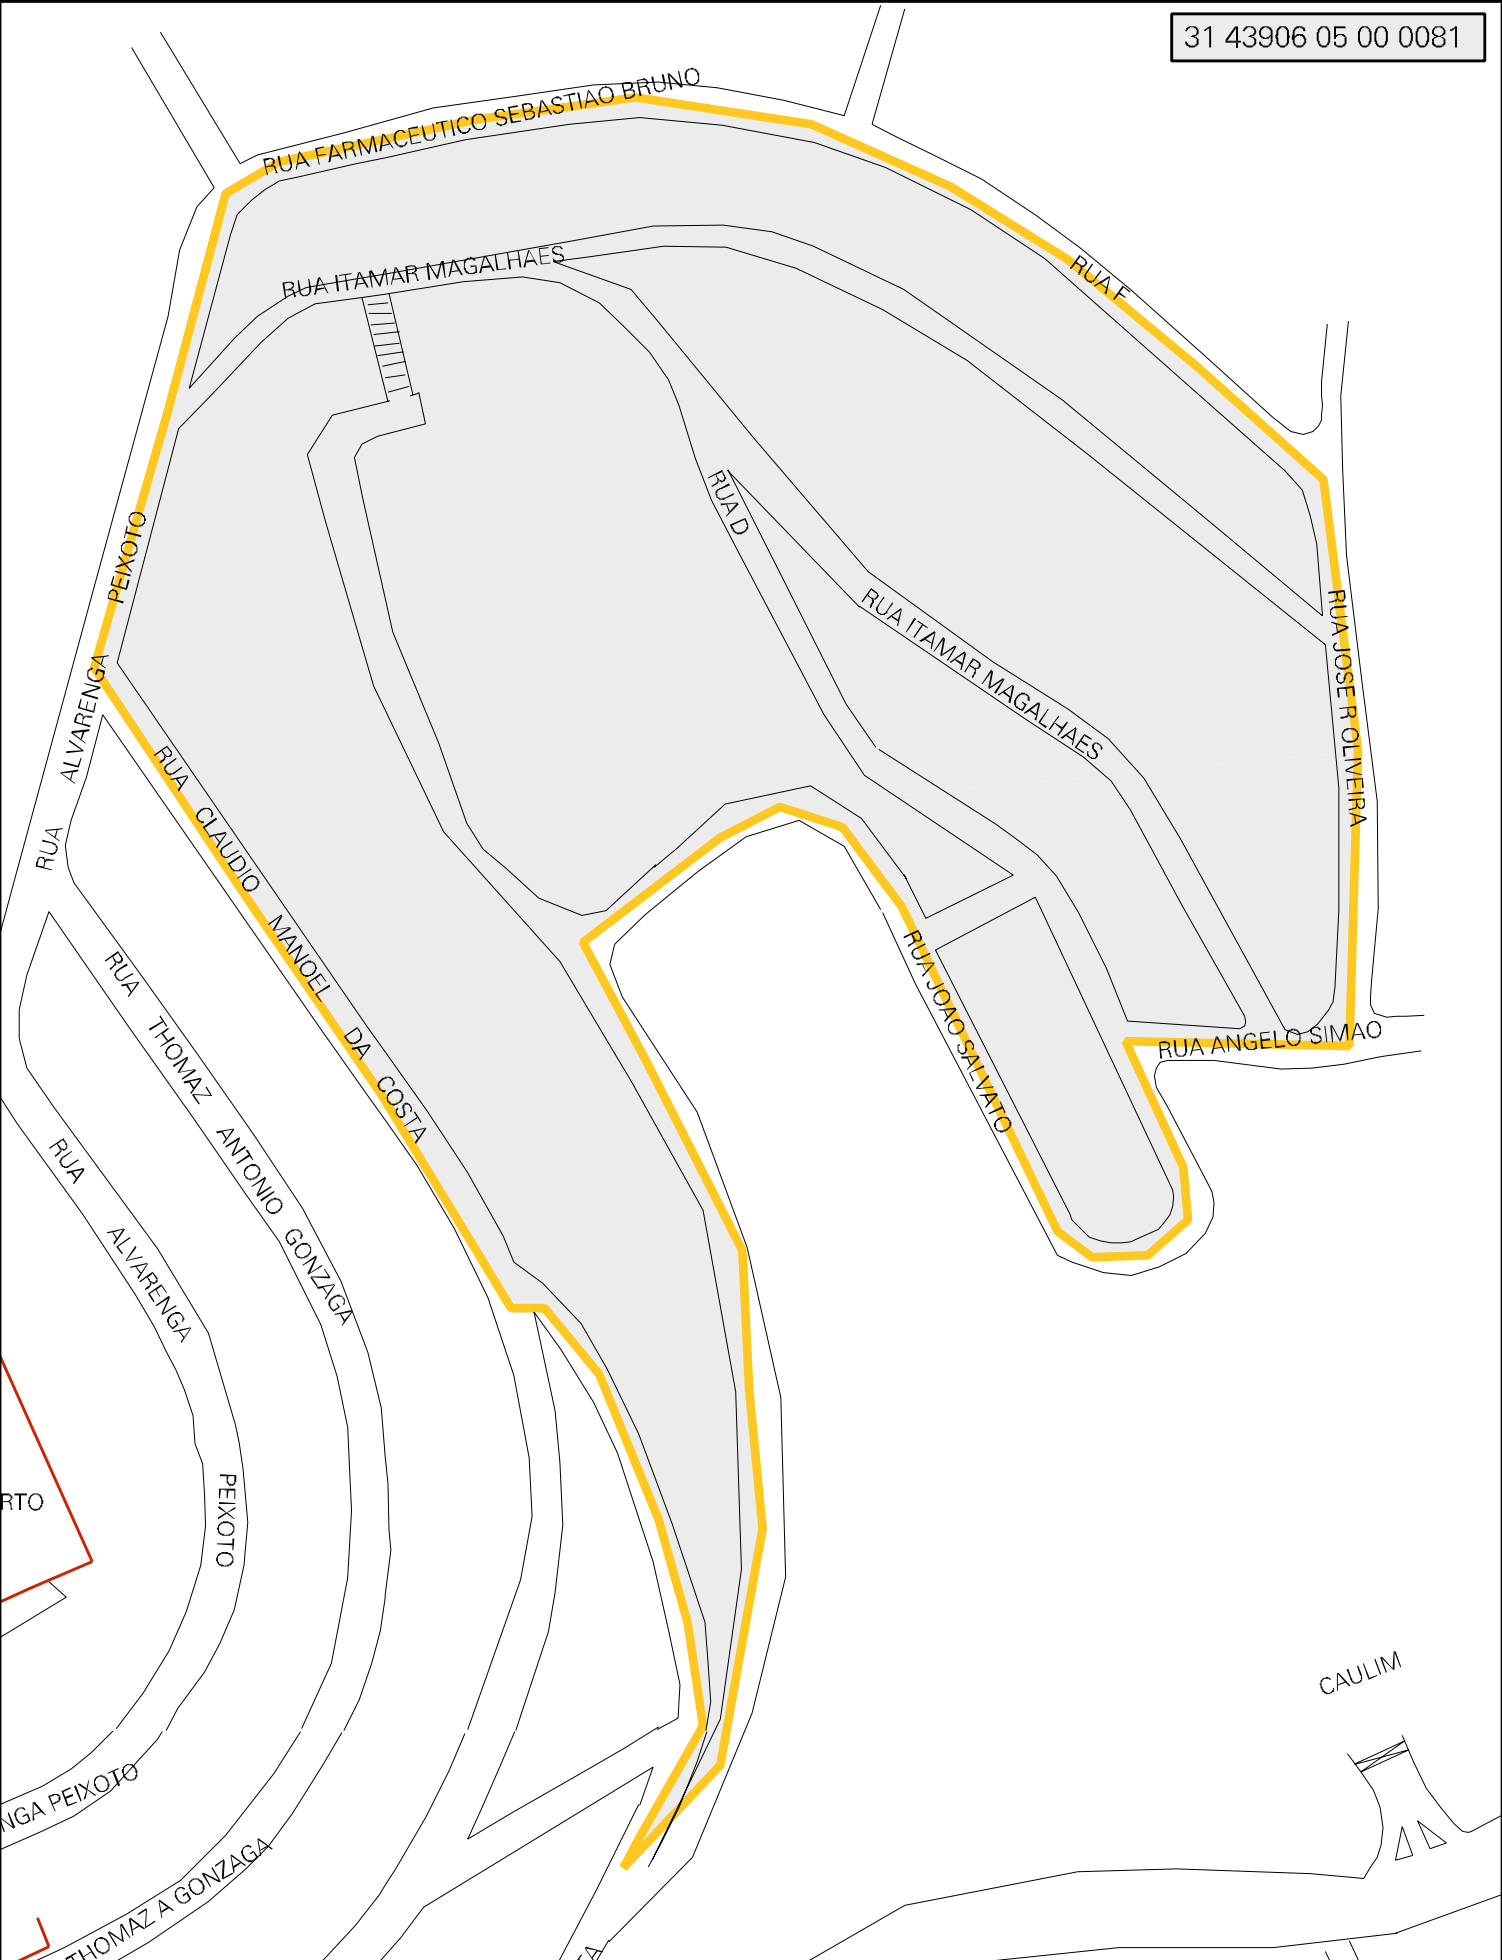 31 43906 05 00 0081
RUA FARMACEUTICO SEBASTIAO BRUNO
RUA ITAMAR MAGALHAES
RUA F
RUA D
RUA ALVARENGA PEIXOTO
RUA ITAMAR MAGALHAES
RUA JOSE R OLIVEIRA
RUA CLAUDIO MANOEL DA COSTA
RUA JOAO SALVATO
RUA ANGELO SIMAO
RUA THOMAZ ANTONIO GONZAGA
RUA ALVARENGA PEIXOTO
RTO
CAULIM
NGA PEIXOTO
THOMAZ A GONZAGA